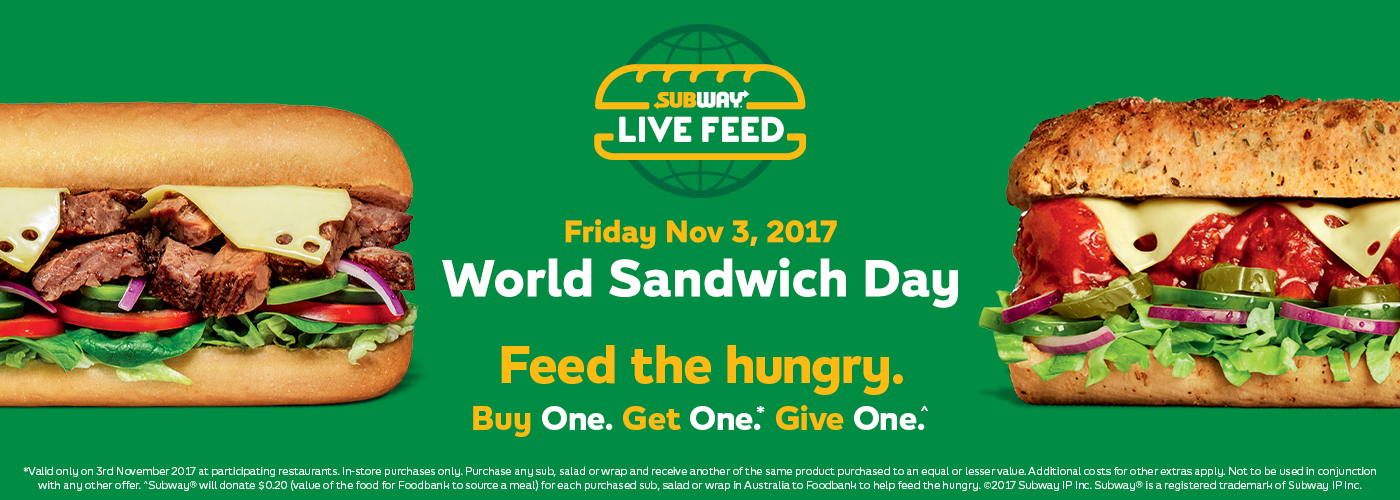 SUBWAY
LIVE FEED
Friday Nov 3, 2017
World Sandwich Day
Feed the hungry.
Buy One. Get One.* Give One.^
*Valid only on 3rd November 2017 at participating restaurants. In-store purchases only. Purchase any sub, salad or wrap and receive another of the same product purchased to an equal or lesser value. Additional costs for other extras apply. Not to be used in conjunction
with any other offer. ^Subway® will donate $0.20 (value of the food for Foodbank to source a meal) for each purchased sub, salad or wrap in Australia to Foodbank to help feed the hungry. ©2017 Subway IP Inc. Subway® is a registered trademark of Subway IP Inc.